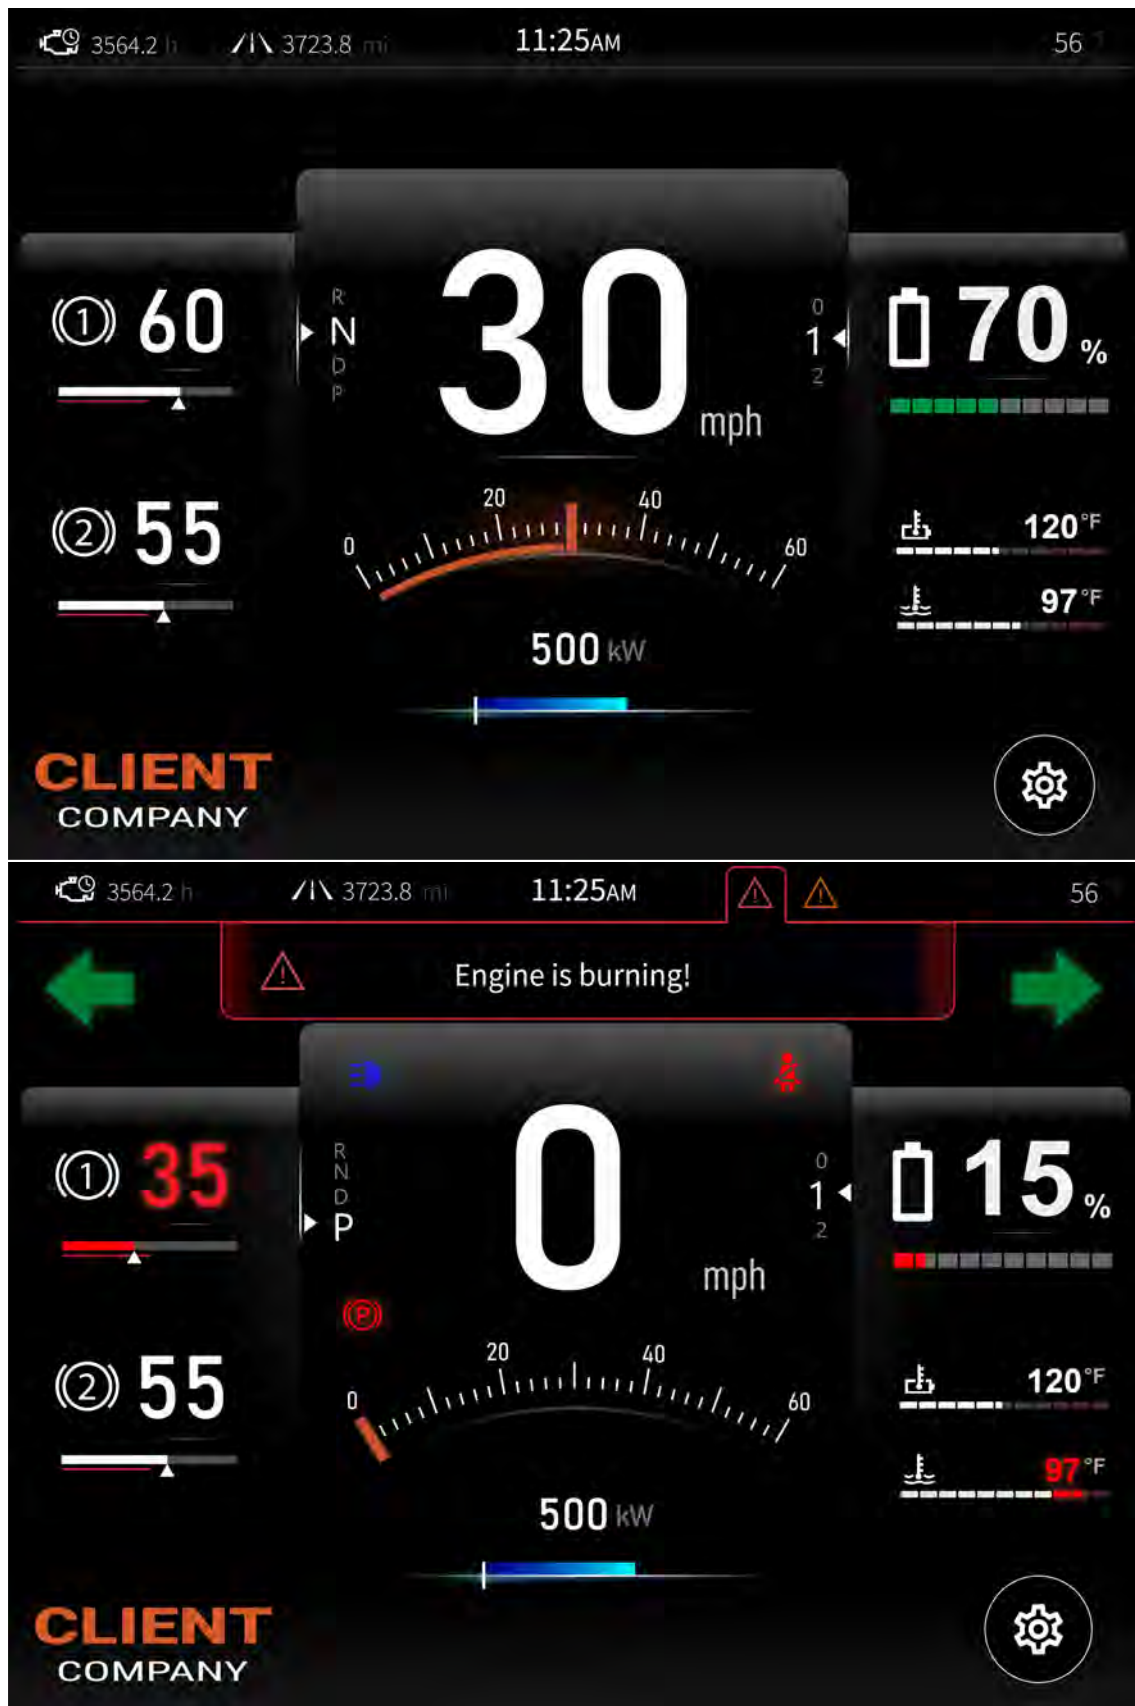 3564.2 h 3723.8 mi 11:25AM 56
R
N
D
P
30 mph
0
1
2
1 60
2 55
70 %
0 20 40 60
120°F
97°F
500 kW
CLIENT
COMPANY
3564.2 h 3723.8 mi 11:25AM 56
Engine is burning!
R
N
D
P
0 mph
0
1
2
1 35
2 55
15 %
P
0 20 40 60
120°F
97°F
500 kW
CLIENT
COMPANY